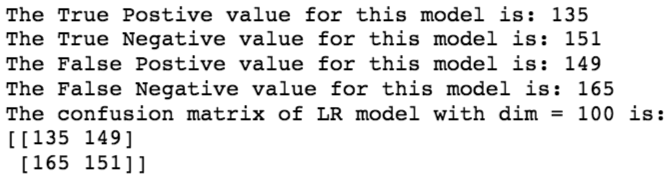 The True Postive value for this model is: 135
The True Negative value for this model is: 151
The False Postive value for this model is: 149
The False Negative value for this model is: 165
The confusion matrix of LR model with dim = 100 is:
[[135 149]
 [165 151]]